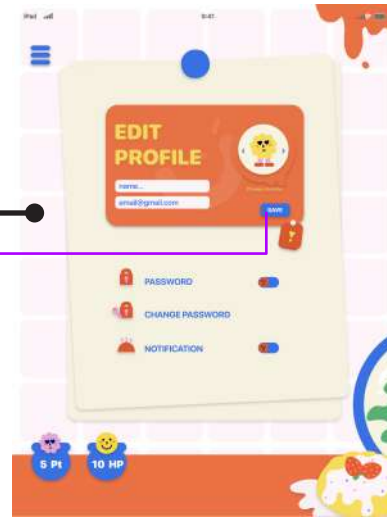 iPad
9:41
EDIT
PROFILE
name...
email@gmail.com
SAVE
PASSWORD
CHANGE PASSWORD
NOTIFICATION
5 Pt
10 HP